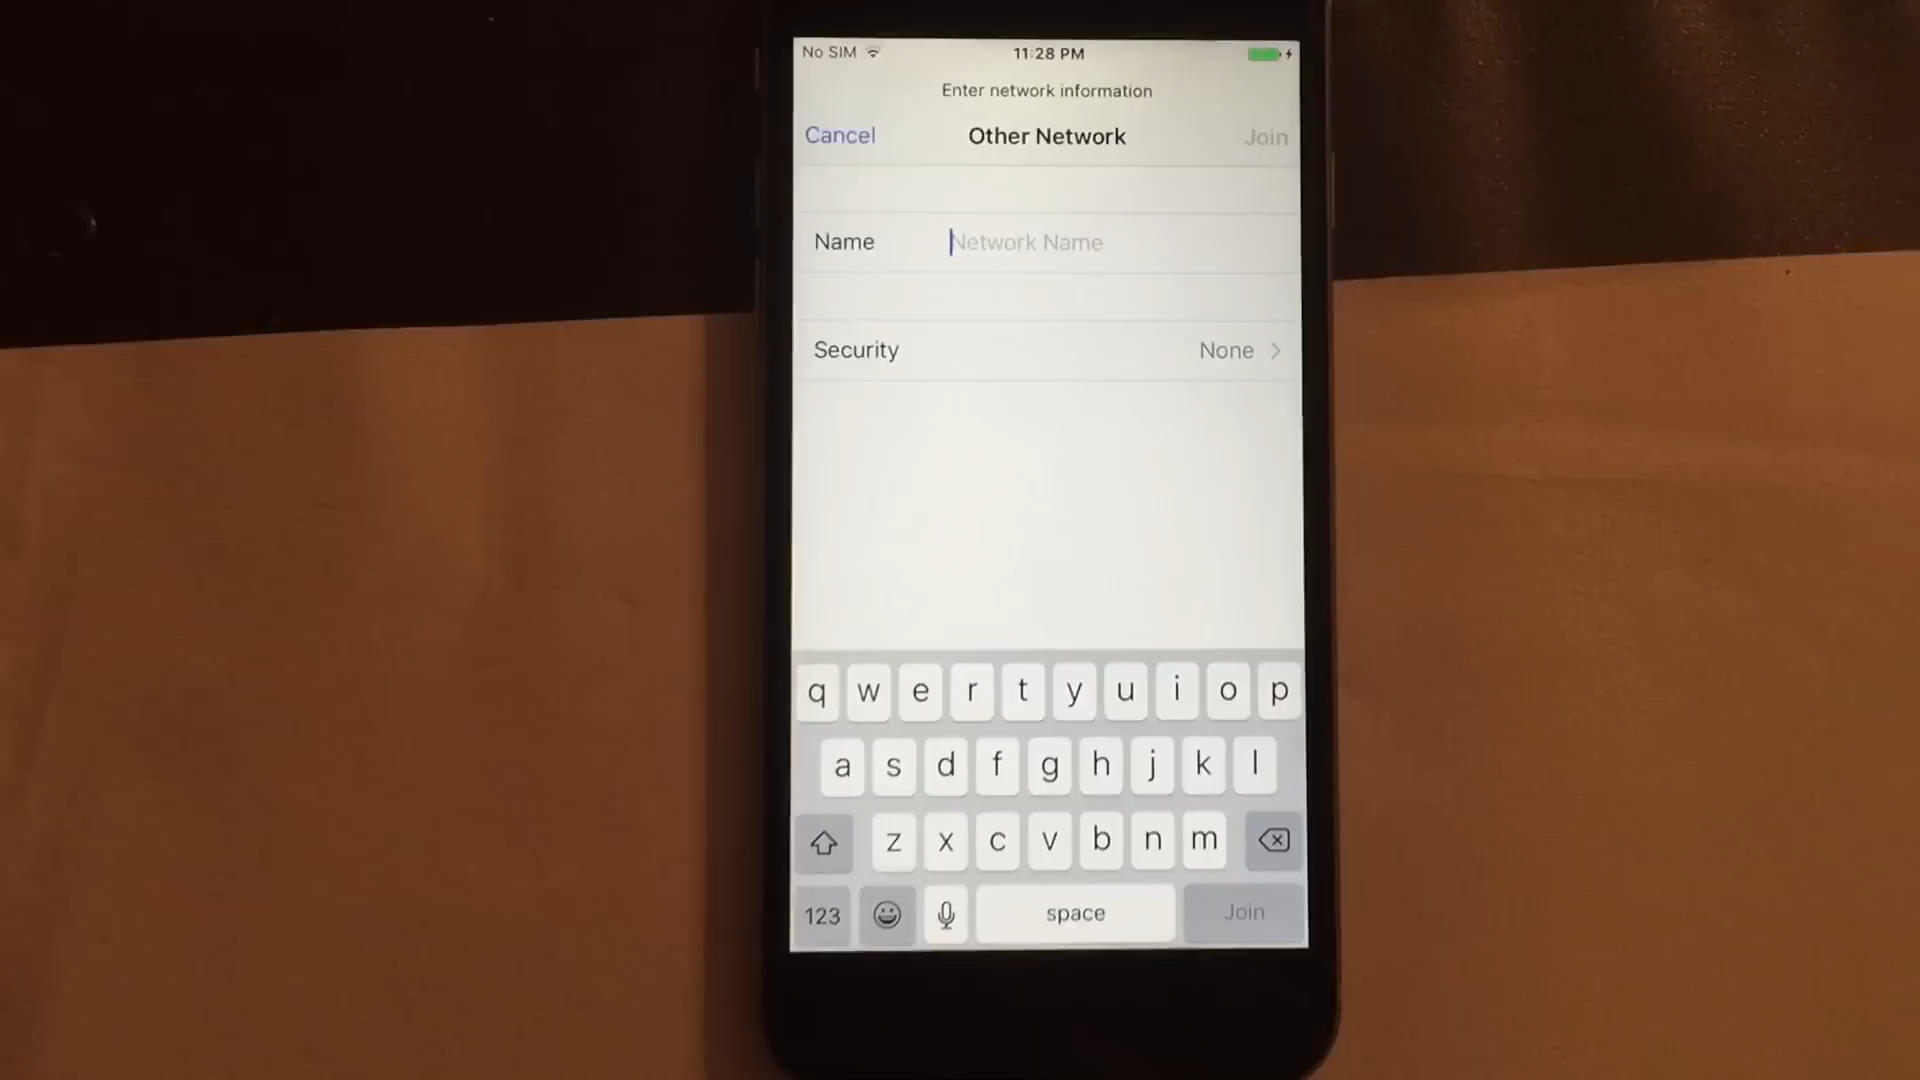 No SIM 11:28 PM
Enter network information
Cancel Other Network Join
Name Network Name
Security None
q w e r t y u i o p
a s d f g h j k l
z x c v b n m
123 space Join